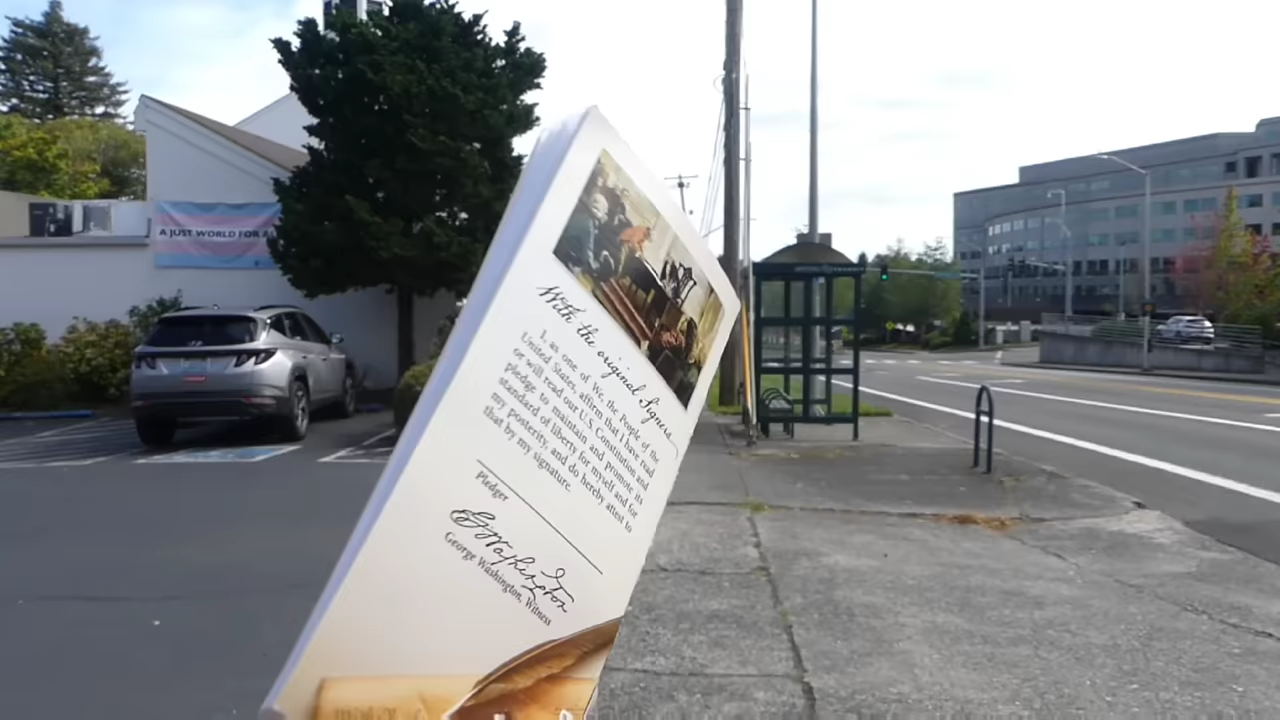 A JUST WORLD FOR A
With the original Signers
I, as one of We, the People of the
United States, affirm that I have read
or will read our U.S. Constitution and
pledge, to maintain and promote its
standard of liberty for myself and for
my posterity, and do hereby attest to
that by my signature.
Pledger
G. Washington
George Washington, Witness